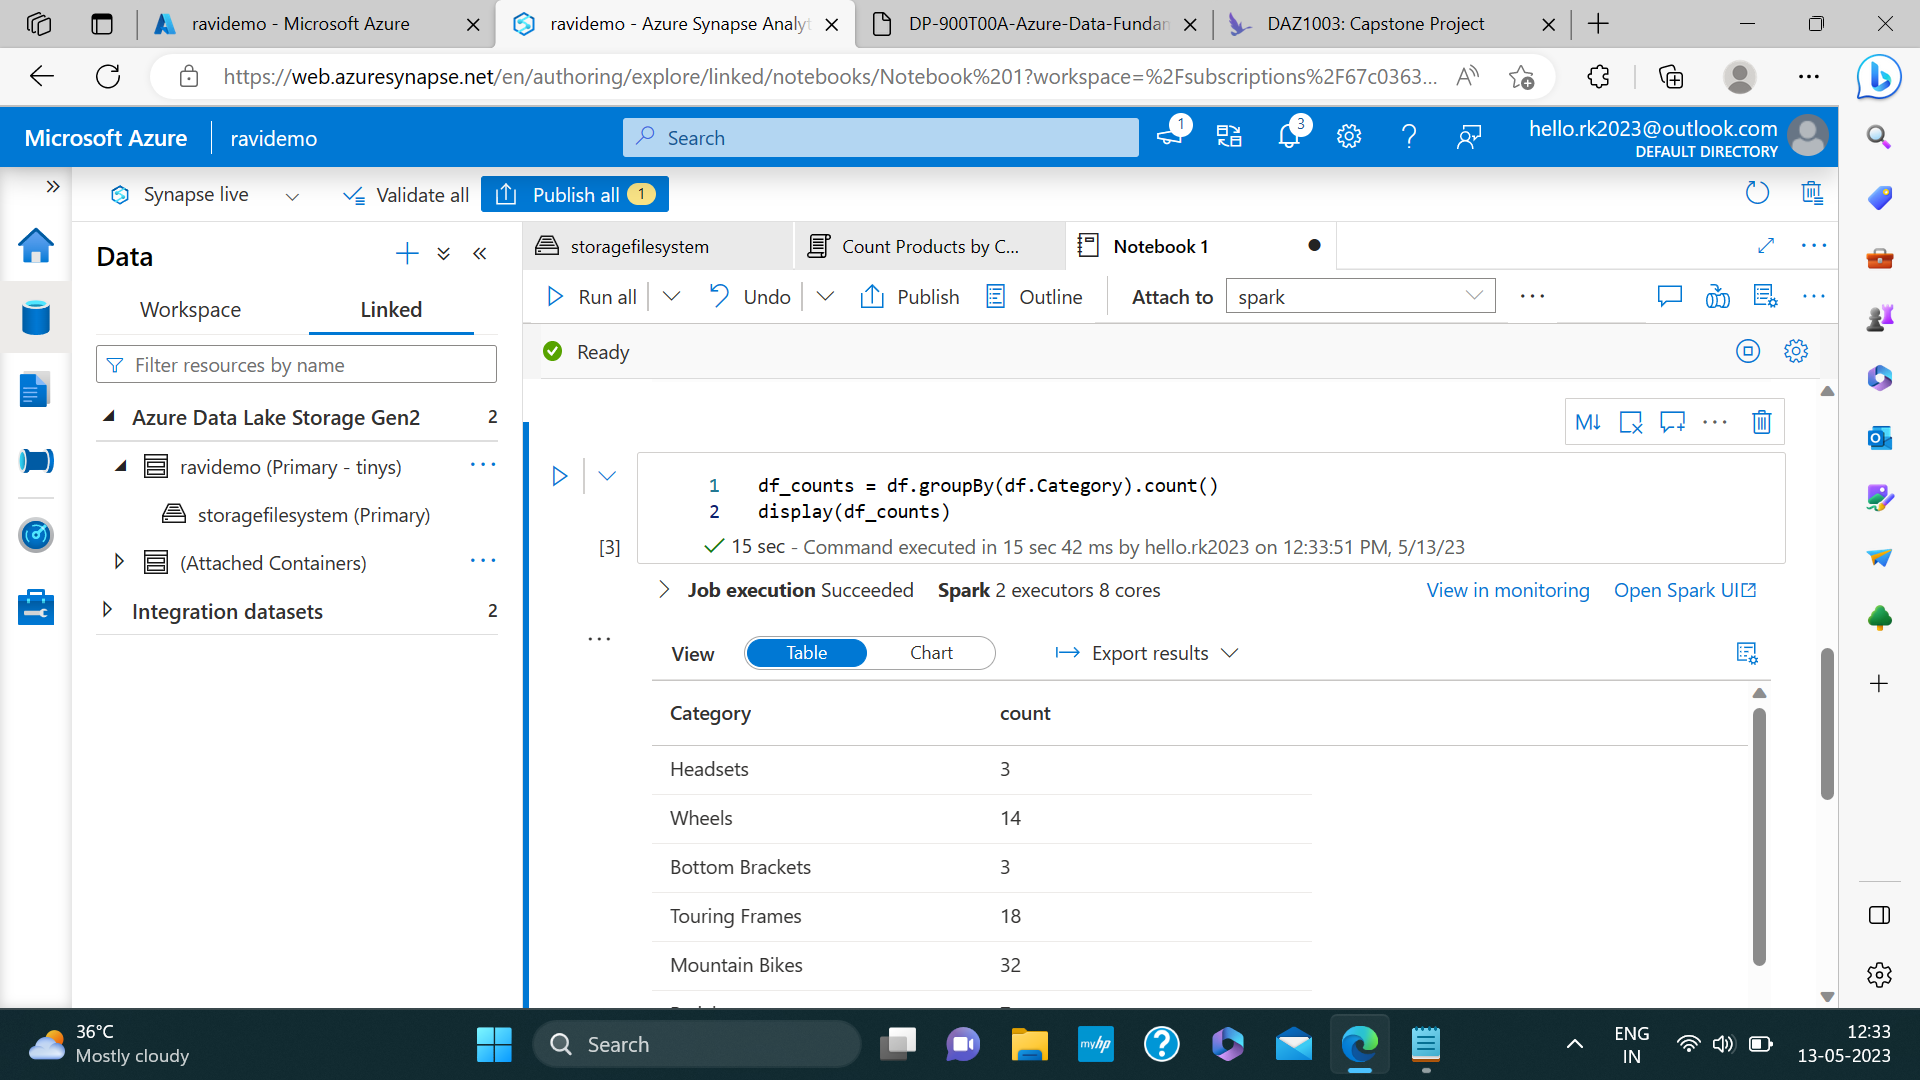 ravidemo - Microsoft Azure
ravidemo - Azure Synapse Analyt
DP-900T00A-Azure-Data-Fundan
DAZ1003: Capstone Project
https://web.azuresynapse.net/en/authoring/explore/linked/notebooks/Notebook%201?workspace=%2Fsubscriptions%2F67c0363...
Microsoft Azure
ravidemo
Search
1
3
hello.rk2023@outlook.com
DEFAULT DIRECTORY
Synapse live
Validate all
Publish all 1
Data
Workspace
Linked
Filter resources by name
Azure Data Lake Storage Gen2 2
ravidemo (Primary - tinys)
storagefilesystem (Primary)
(Attached Containers)
Integration datasets 2
storagefilesystem
Count Products by C...
Notebook 1
Run all
Undo
Publish
Outline
Attach to
spark
Ready
M↓
1 df_counts = df.groupBy(df.Category).count()
2 display(df_counts)
[3]
15 sec - Command executed in 15 sec 42 ms by hello.rk2023 on 12:33:51 PM, 5/13/23
Job execution Succeeded Spark 2 executors 8 cores
View in monitoring
Open Spark UI
View
Table
Chart
Export results
Category count
Headsets 3
Wheels 14
Bottom Brackets 3
Touring Frames 18
Mountain Bikes 32
36°C
Mostly cloudy
Search
myhp
ENG
IN
12:33
13-05-2023